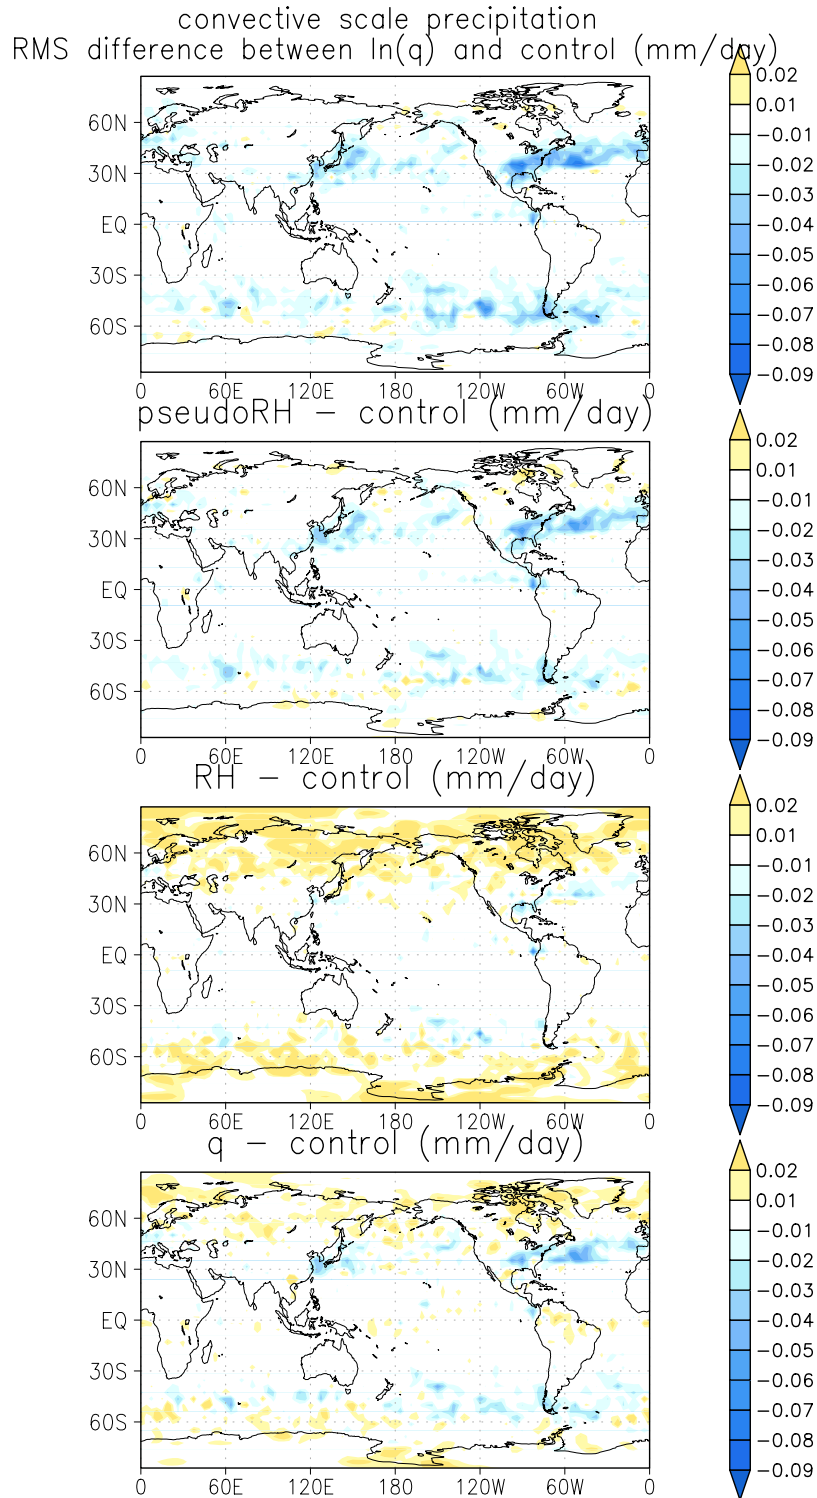 convective scale precipitation
RMS difference between ln(q) and control (mm/day)
0.02
0.01
-0.01
-0.02
-0.03
-0.04
-0.05
-0.06
-0.07
-0.08
-0.09
60N
30N
EQ
30S
60S
0 60E 120E 180 120W 60W 0
pseudoRH - control (mm/day)
0.02
0.01
-0.01
-0.02
-0.03
-0.04
-0.05
-0.06
-0.07
-0.08
-0.09
60N
30N
EQ
30S
60S
0 60E 120E 180 120W 60W 0
RH - control (mm/day)
0.02
0.01
-0.01
-0.02
-0.03
-0.04
-0.05
-0.06
-0.07
-0.08
-0.09
60N
30N
EQ
30S
60S
0 60E 120E 180 120W 60W 0
q - control (mm/day)
0.02
0.01
-0.01
-0.02
-0.03
-0.04
-0.05
-0.06
-0.07
-0.08
-0.09
60N
30N
EQ
30S
60S
0 60E 120E 180 120W 60W 0